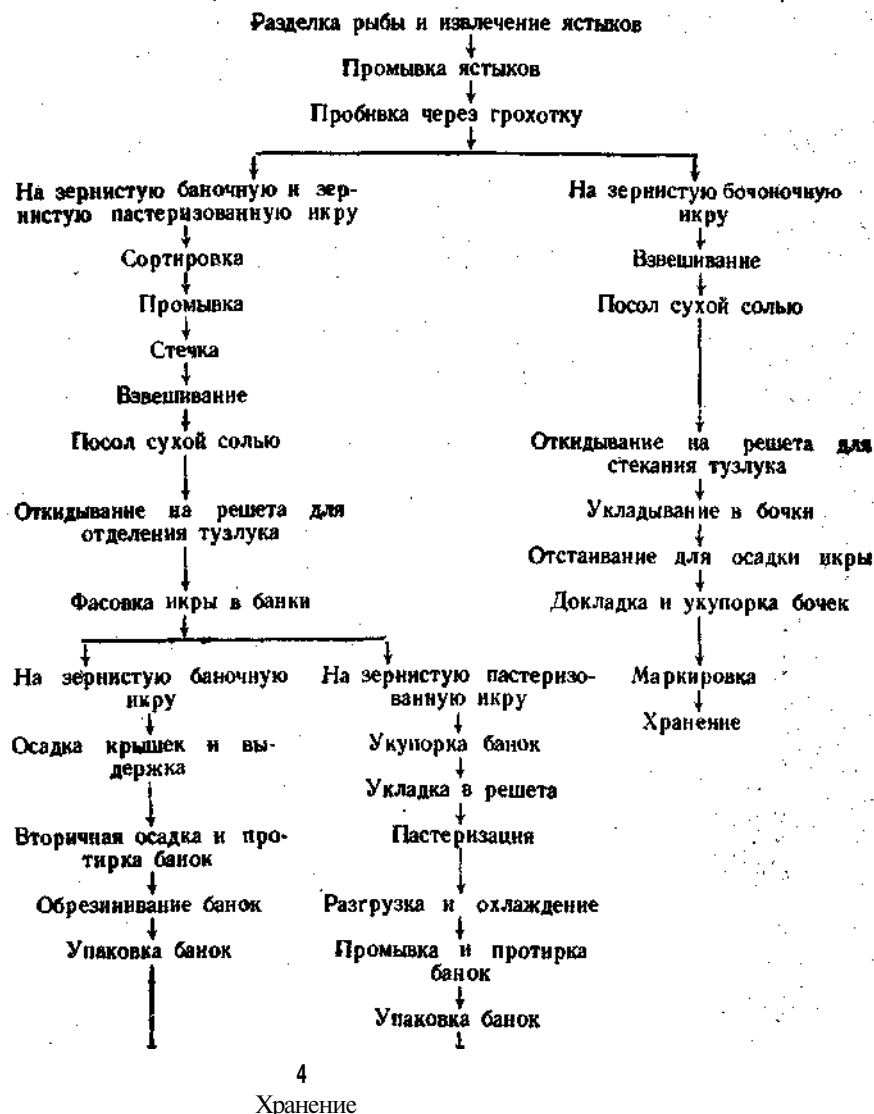 Разделка рыбы и извлечение ястыков
Промывка ястыков
Пробивка через грохотку
На зернистую баночную и зер-
нистую пастеризованную икру
Сортировка
Промывка
Стечка
Взвешивание
Посол сухой солью
Откидывание на решета для
отделения тузлука
Фасовка икры в банки
На зернистую бочоночную
икру
Взвешивание
Посол сухой солью
Откидывание на решета для
стекания тузлука
Укладывание в бочки
Отстаивание для осадки икры
Докладка и укупорка бочек
Маркировка
Хранение
На зернистую баночную
икру
Осадка крышек и вы-
держка
Вторичная осадка и про-
тирка банок
Обрезинивание банок
Упаковка банок
На зернистую пастеризо-
ванную икру
Укупорка банок
Укладка в решета
Пастеризация
Разгрузка и охлаждение
Промывка и протирка
банок
Упаковка банок
4
Хранение